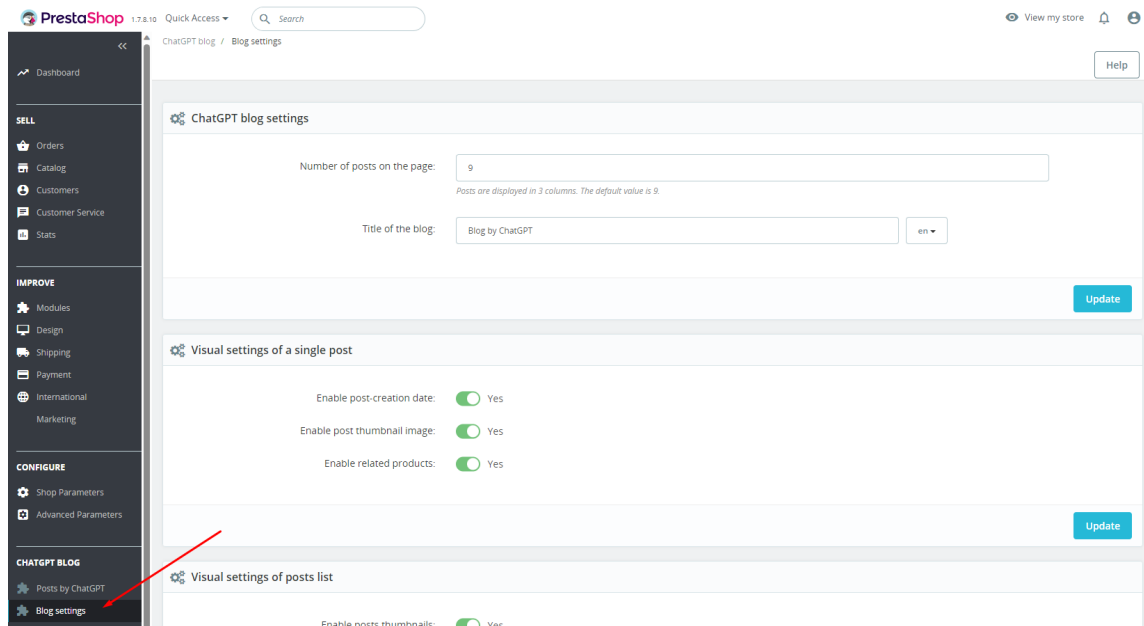 PrestaShop 1.7.8.10 Quick Access Search View my store
ChatGPT blog / Blog settings
Help
Dashboard
SELL
Orders
Catalog
Customers
Customer Service
Stats
IMPROVE
Modules
Design
Shipping
Payment
International
Marketing
CONFIGURE
Shop Parameters
Advanced Parameters
CHATGPT BLOG
Posts by ChatGPT
Blog settings
ChatGPT blog settings
Number of posts on the page: 9
Posts are displayed in 3 columns. The default value is 9.
Title of the blog: Blog by ChatGPT en
Update
Visual settings of a single post
Enable post-creation date: Yes
Enable post thumbnail image: Yes
Enable related products: Yes
Update
Visual settings of posts list
Enable posts thumbnails: Yes